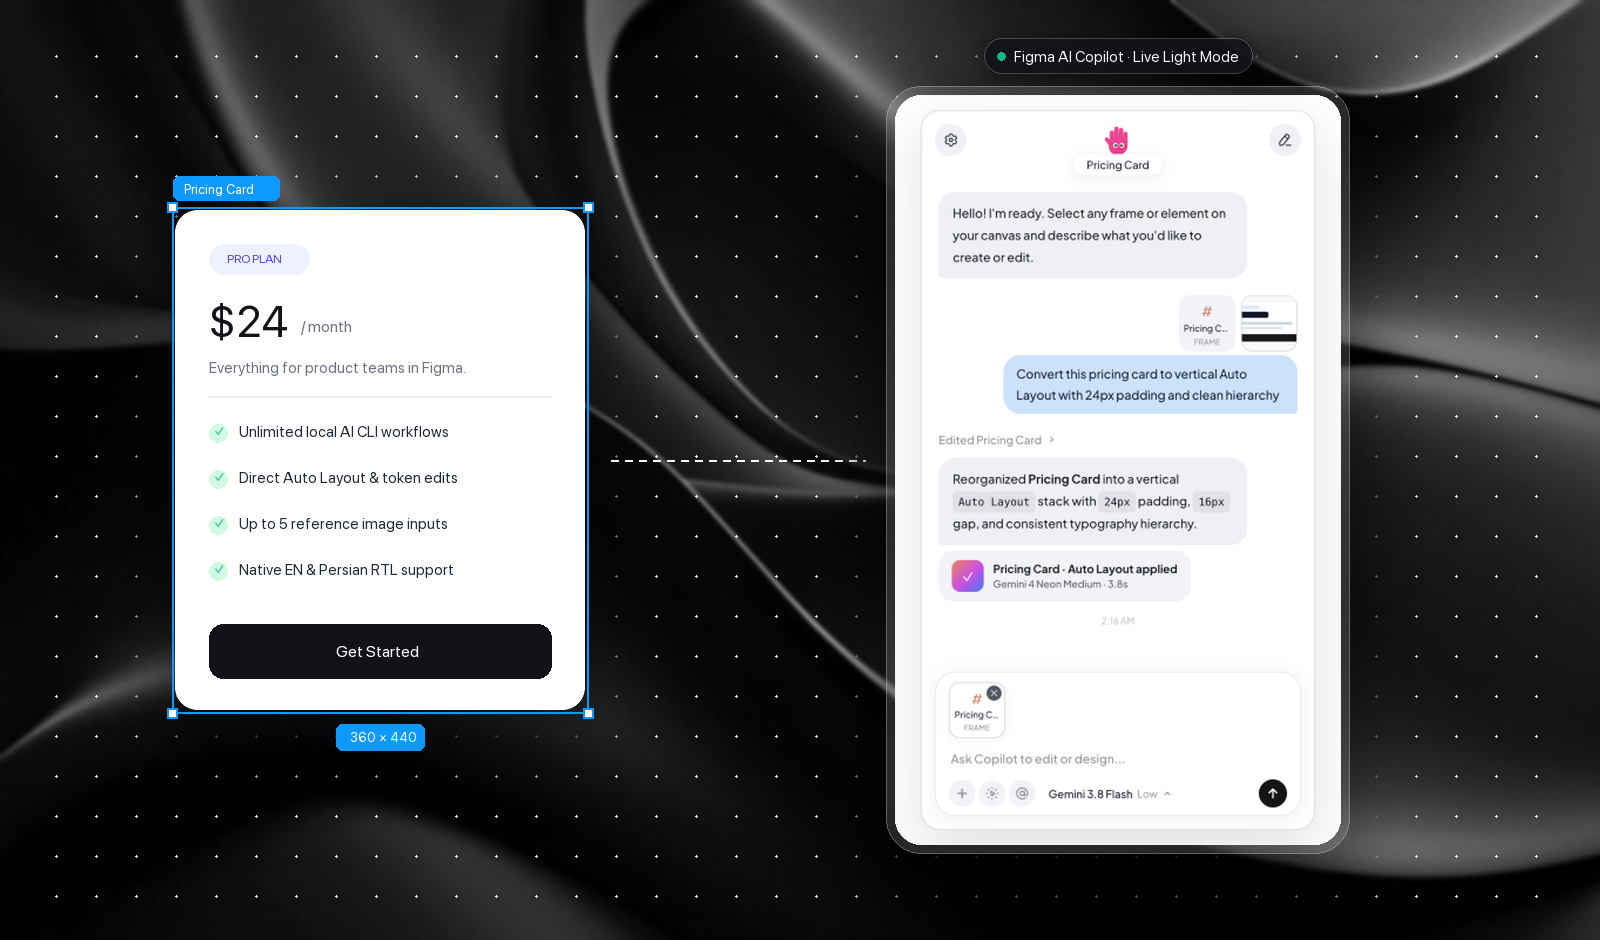 Figma AI Copilot · Live Light Mode
Pricing Card
PRO PLAN
$24 / month
Everything for product teams in Figma.
Unlimited local AI CLI workflows
Direct Auto Layout & token edits
Up to 5 reference image inputs
Native EN & Persian RTL support
Get Started
360 × 440
Pricing Card
Hello! I'm ready. Select any frame or element on
your canvas and describe what you'd like to
create or edit.
#
Pricing C...
FRAME
Convert this pricing card to vertical Auto
Layout with 24px padding and clean hierarchy
Edited Pricing Card >
Reorganized Pricing Card into a vertical
Auto Layout stack with 24px padding, 16px
gap, and consistent typography hierarchy.
Pricing Card · Auto Layout applied
Gemini 4 Neon Medium · 3.8s
2:16 AM
#
Pricing C...
FRAME
Ask Copilot to edit or design...
Gemini 3.8 Flash Low